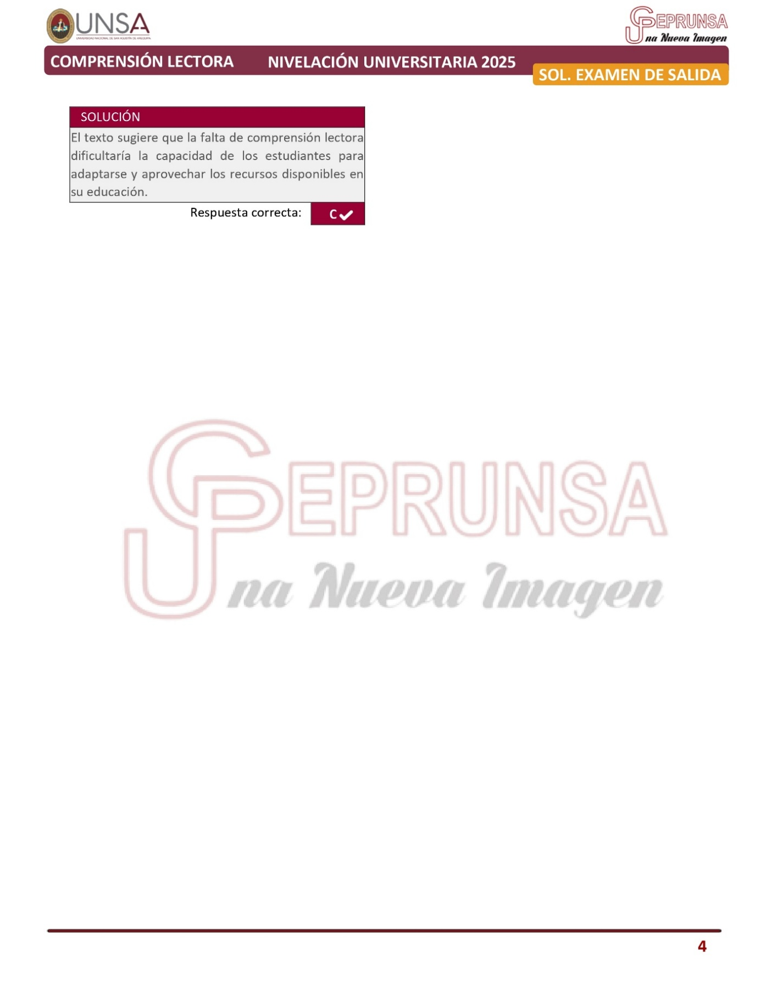 UNSA
UNIVERSIDAD NACIONAL DE SAN AGUSTÍN DE AREQUIPA
CEPRUNSA
Una Nueva Imagen
COMPRENSIÓN LECTORA NIVELACIÓN UNIVERSITARIA 2025
SOL. EXAMEN DE SALIDA
SOLUCIÓN
El texto sugiere que la falta de comprensión lectora
dificultaría la capacidad de los estudiantes para
adaptarse y aprovechar los recursos disponibles en
su educación.
Respuesta correcta: C
CEPRUNSA
Una Nueva Imagen
4